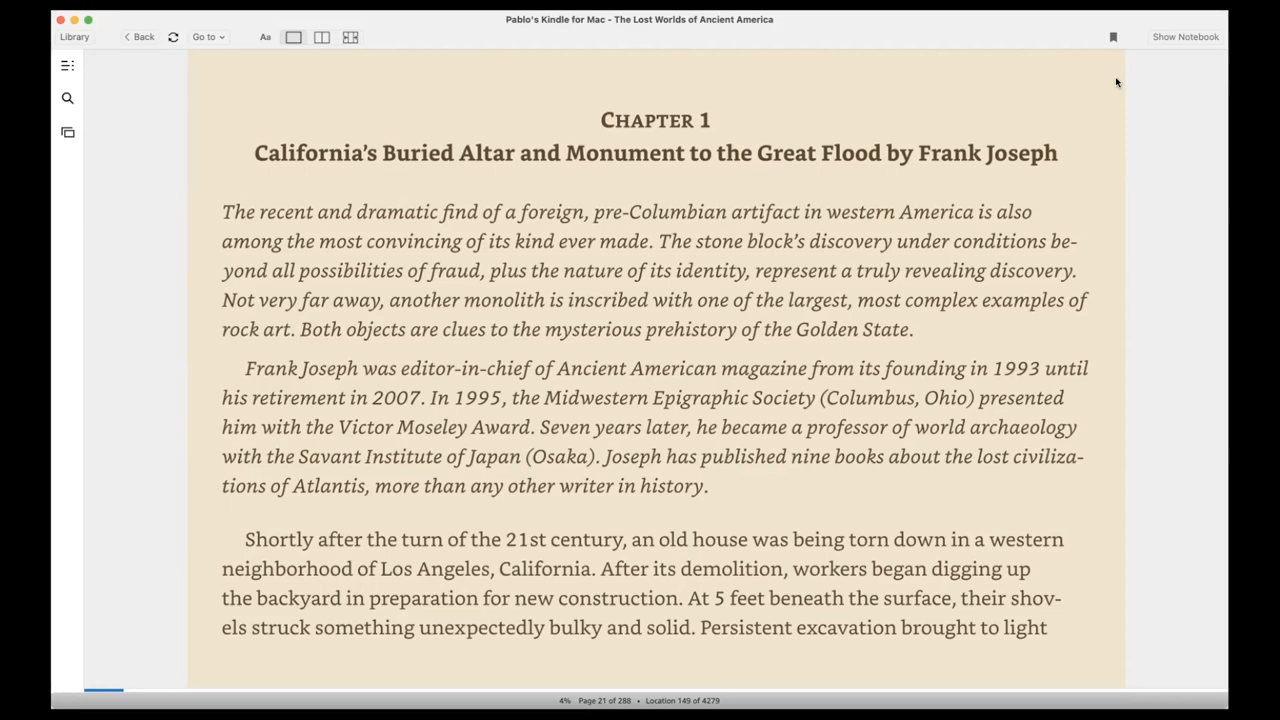 Pablo's Kindle for Mac - The Lost Worlds of Ancient America
Library
Back
Go to
Aa
Show Notebook
CHAPTER 1
California's Buried Altar and Monument to the Great Flood by Frank Joseph
The recent and dramatic find of a foreign, pre-Columbian artifact in western America is also
among the most convincing of its kind ever made. The stone block's discovery under conditions be-
yond all possibilities of fraud, plus the nature of its identity, represent a truly revealing discovery.
Not very far away, another monolith is inscribed with one of the largest, most complex examples of
rock art. Both objects are clues to the mysterious prehistory of the Golden State.
Frank Joseph was editor-in-chief of Ancient American magazine from its founding in 1993 until
his retirement in 2007. In 1995, the Midwestern Epigraphic Society (Columbus, Ohio) presented
him with the Victor Moseley Award. Seven years later, he became a professor of world archaeology
with the Savant Institute of Japan (Osaka). Joseph has published nine books about the lost civiliza-
tions of Atlantis, more than any other writer in history.
Shortly after the turn of the 21st century, an old house was being torn down in a western
neighborhood of Los Angeles, California. After its demolition, workers began digging up
the backyard in preparation for new construction. At 5 feet beneath the surface, their shov-
els struck something unexpectedly bulky and solid. Persistent excavation brought to light
4% Page 21 of 288 • Location 149 of 4279